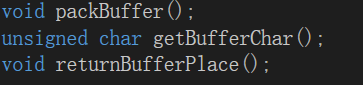 void packBuffer();
unsigned char getBufferChar();
void returnBufferPlace();